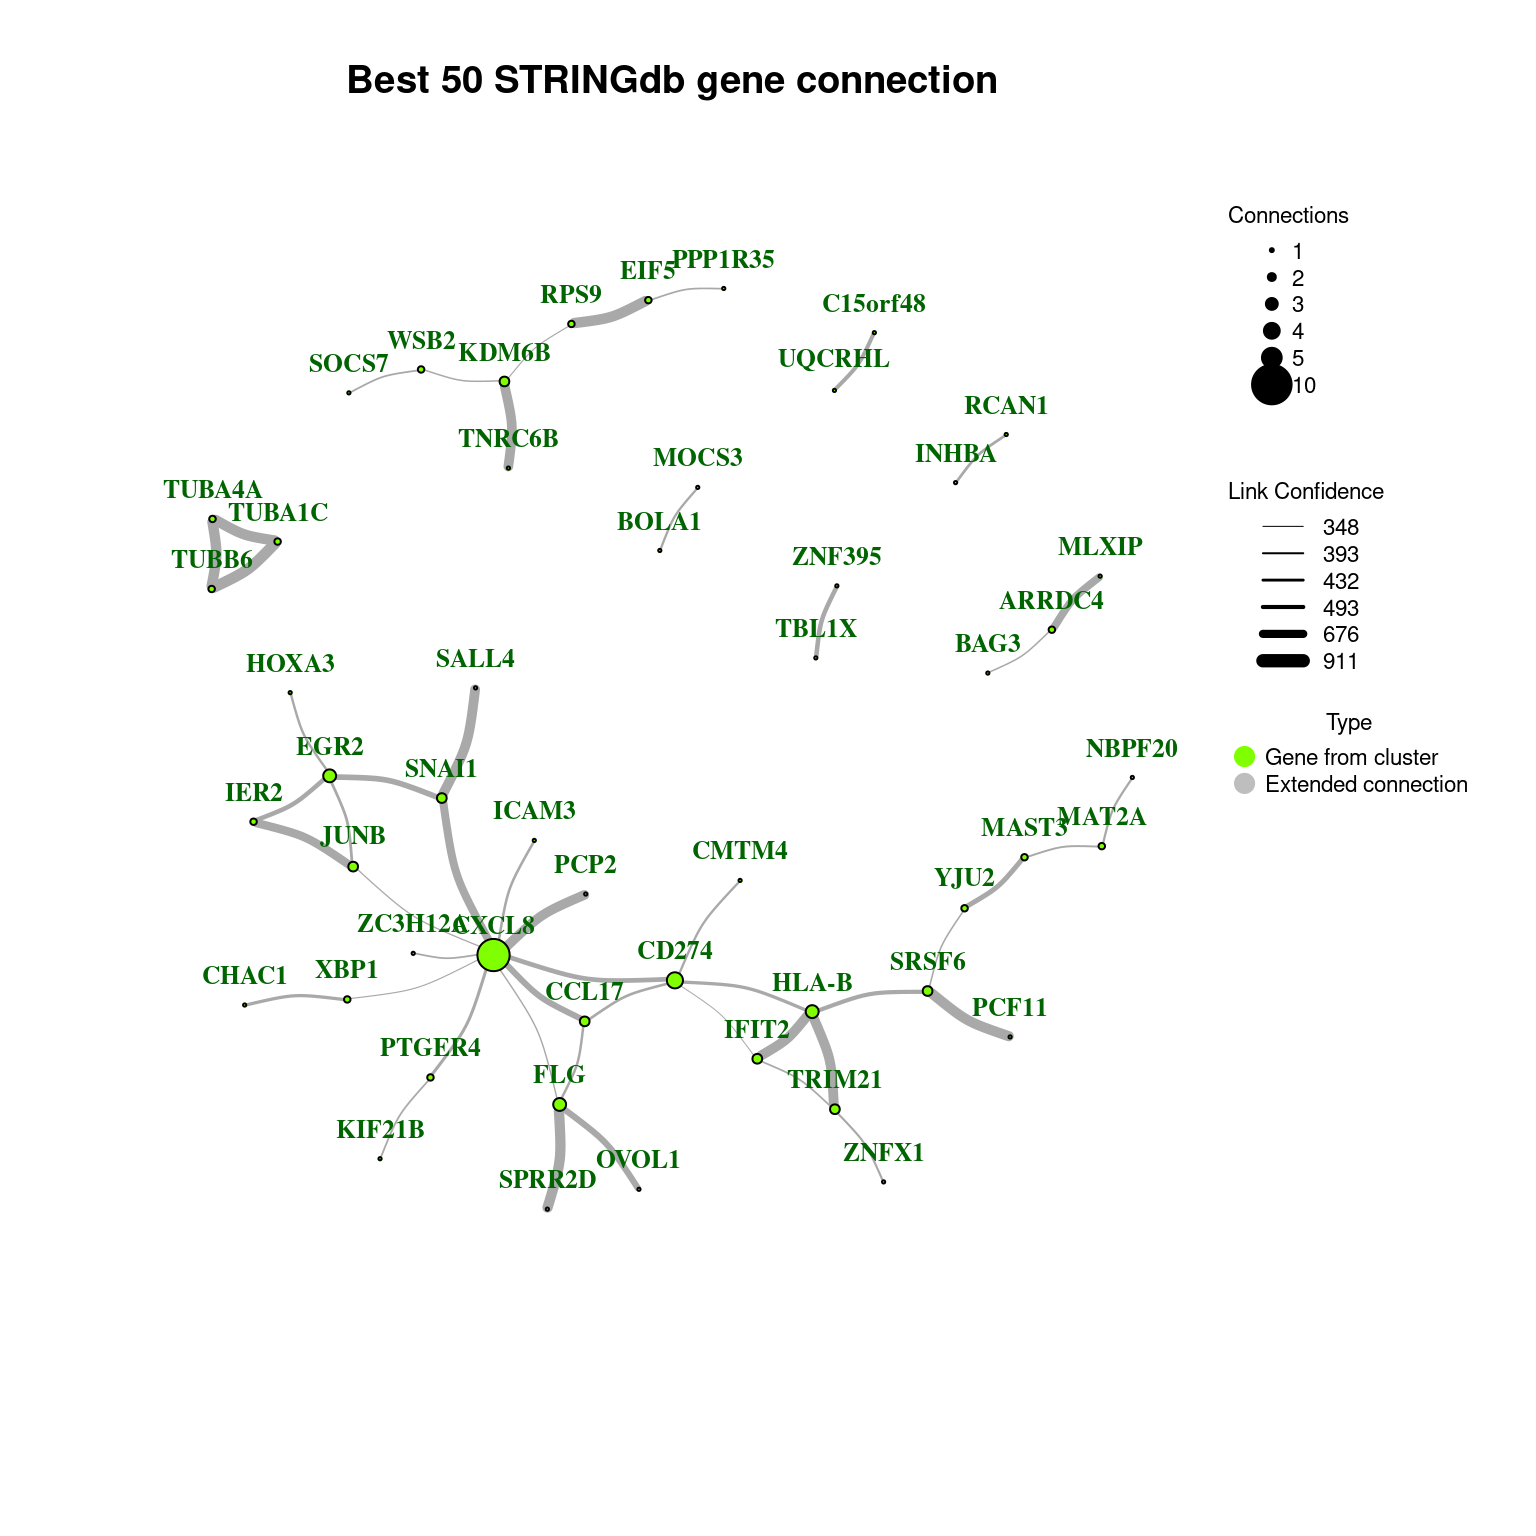 Best 50 STRINGdb gene connection
Connections
1
2
3
4
5
10
Link Confidence
348
393
432
493
676
911
Type
Gene from cluster
Extended connection
PPP1R35
EIF5
RPS9
C15orf48
WSB2
KDM6B
UQCRHL
SOCS7
RCAN1
TNRC6B
INHBA
MOCS3
TUBA4A
TUBA1C
BOLA1
TUBB6
ZNF395
MLXIP
ARRDC4
TBL1X
BAG3
HOXA3
SALL4
EGR2
NBPF20
SNAI1
IER2
ICAM3
MAT2A
JUNB
MAST3
CMTM4
PCP2
YJU2
ZC3H12A
CXCL8
CD274
SRSF6
CHAC1
XBP1
HLA-B
CCL17
PCF11
IFIT2
PTGER4
FLG
TRIM21
KIF21B
ZNFX1
OVOL1
SPRR2D